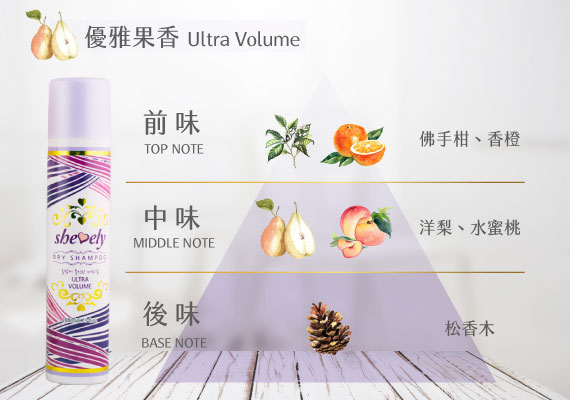 優雅果香 Ultra Volume
前味
TOP NOTE
佛手柑、香橙
中味
MIDDLE NOTE
洋梨、水蜜桃
後味
BASE NOTE
松香木
shevely
DRY SHAMPOO
ULTRA
VOLUME